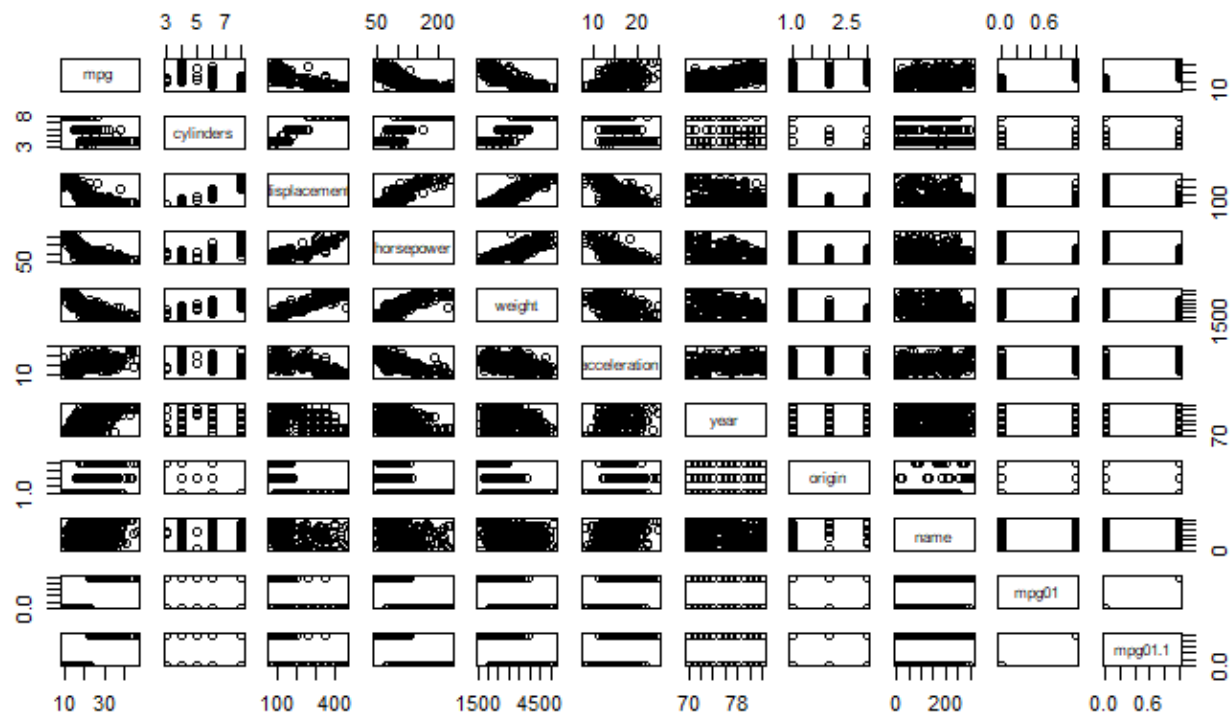 3 5 7 50 200 10 20 1.0 2.5 0.0 0.6
mpg 10
8 3 cylinders
displacement 100
50 horsepower
weight 1500
10 acceleration
year 70
1.0 origin
name 0
0.0 mpg01
mpg01.1 0.0
10 30 100 400 1500 4500 70 78 0 200 0.0 0.6